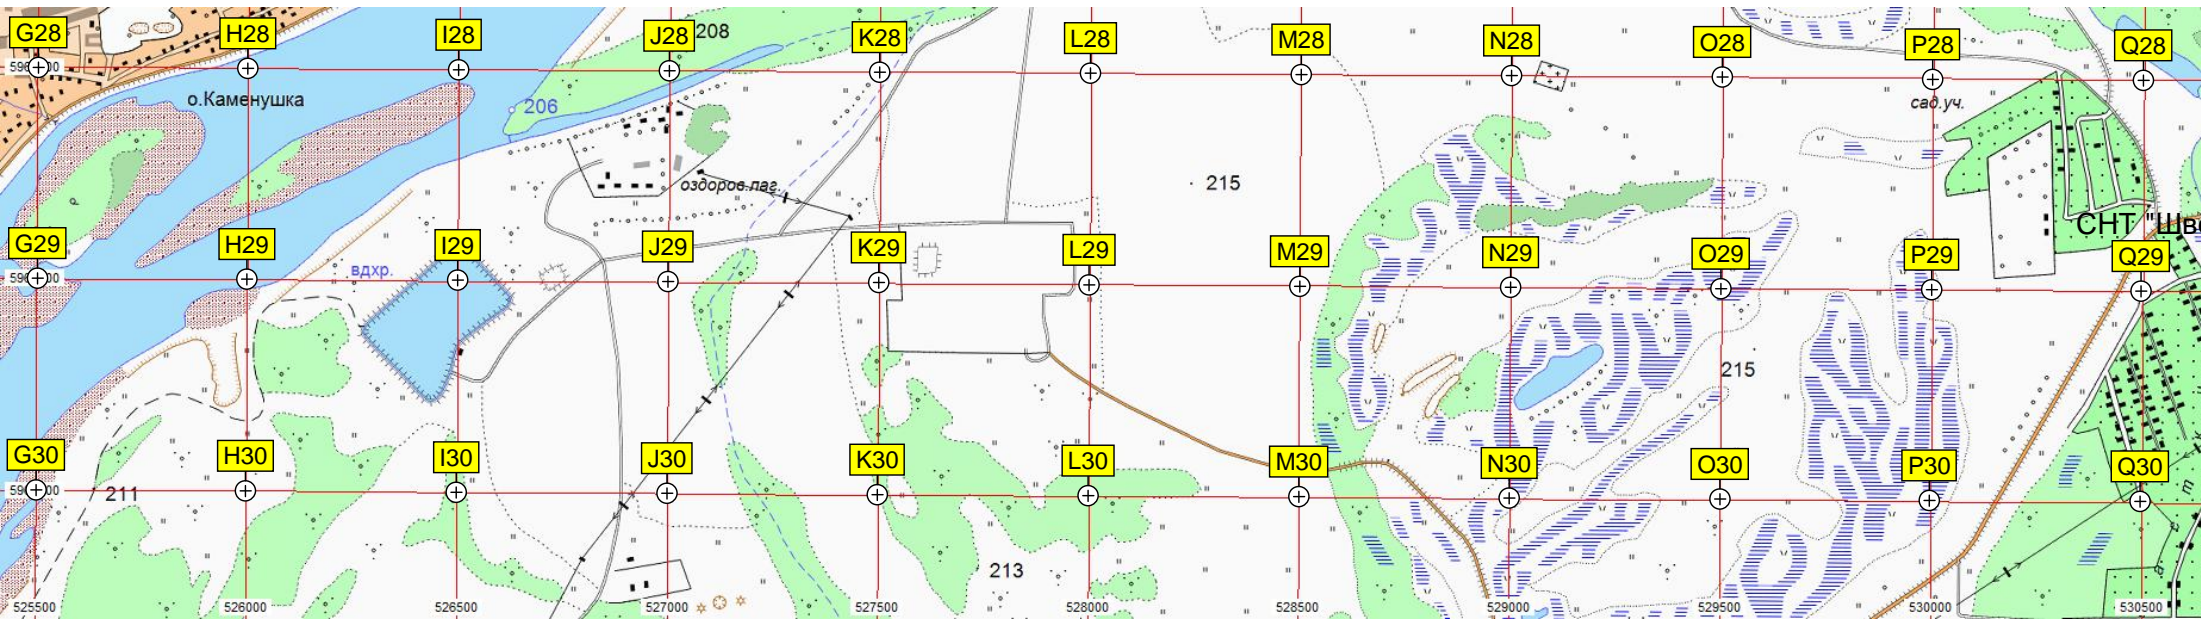 G28 H28 I28 J28 208 K28 L28 M28 N28 O28 P28 Q28
о.Каменушка
206
сад.уч.
оздоров.лаг.
215
СНТ "Шв
G29 H29 I29 J29 K29 L29 M29 N29 O29 P29 Q29
вдхр.
215
G30 H30 I30 J30 K30 L30 M30 N30 O30 P30 Q30
211
213
525500 526000 526500 527000 527500 528000 528500 529000 529500 530000 530500